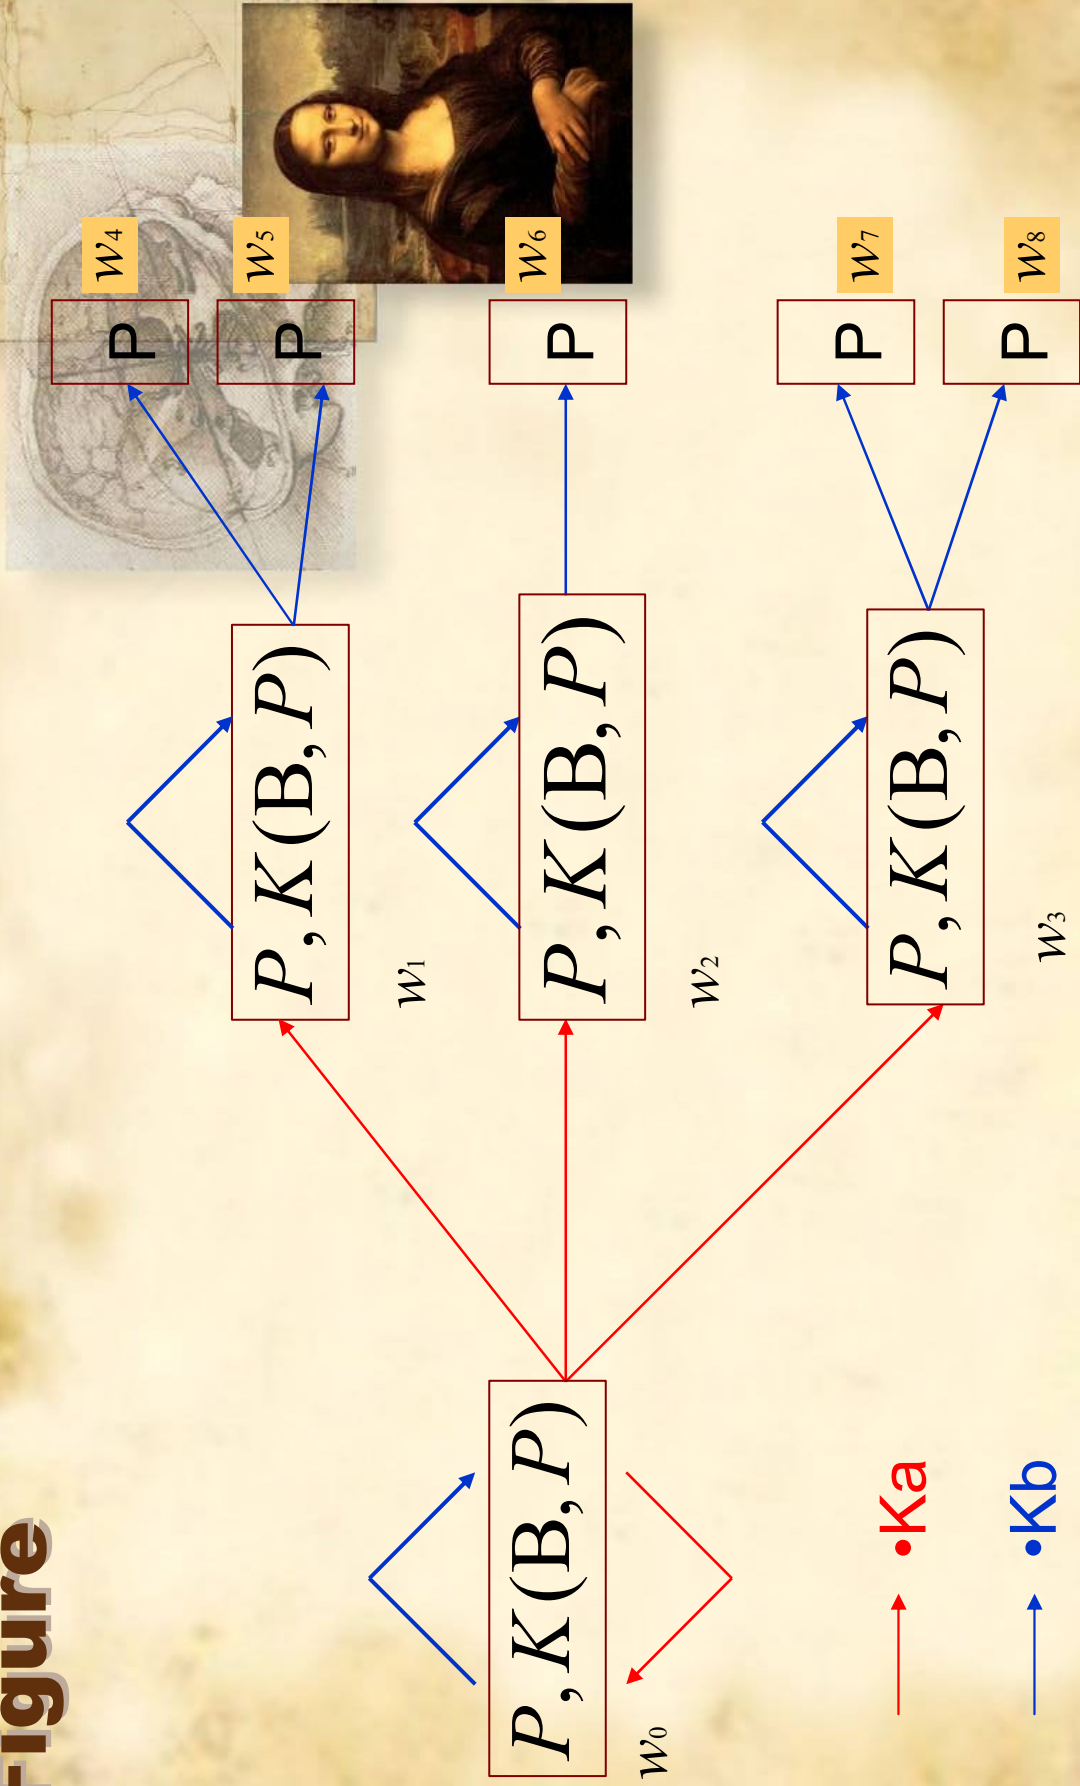 Figure
P, K(B, P)
w0
P, K(B, P)
w1
P, K(B, P)
w2
P, K(B, P)
w3
P
w4
P
w5
P
w6
P
w7
P
w8
•Ka
•Kb